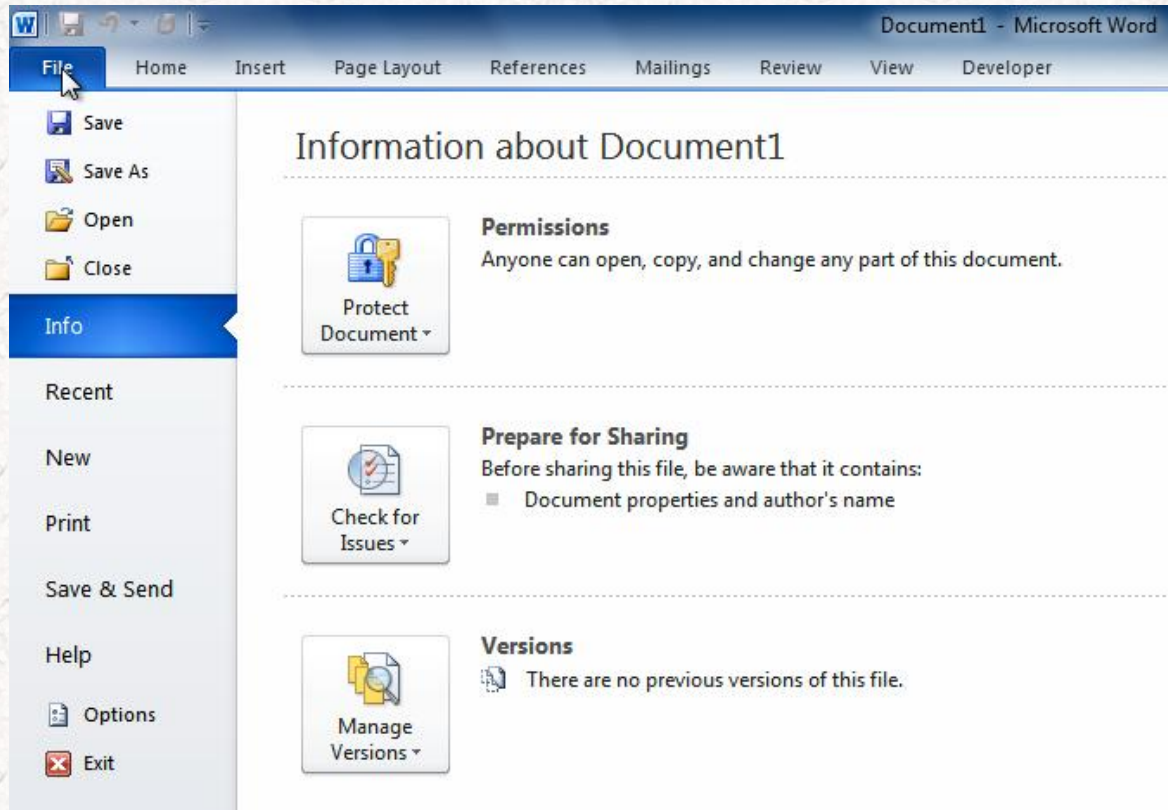 W
Document1 - Microsoft Word
File Home Insert Page Layout References Mailings Review View Developer
Save
Save As
Open
Close
Info
Recent
New
Print
Save & Send
Help
Options
Exit
Information about Document1
Protect
Document
Permissions
Anyone can open, copy, and change any part of this document.
Check for
Issues
Prepare for Sharing
Before sharing this file, be aware that it contains:
Document properties and author's name
Manage
Versions
Versions
There are no previous versions of this file.